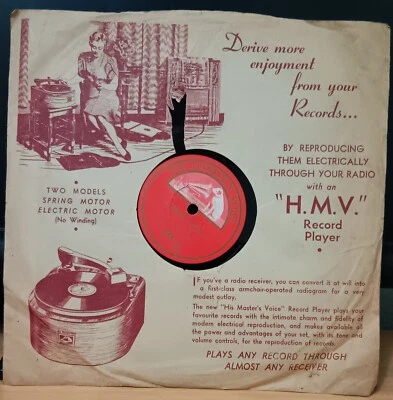 Derive more
enjoyment
from your
Records...
BY REPRODUCING
THEM ELECTRICALLY
THROUGH YOUR RADIO
with an
"H.M.V."
Record
Player
TWO MODELS
SPRING MOTOR
ELECTRIC MOTOR
(No Winding)
IF you've a radio receiver, you can convert it at will into
a first-class armchair-operated radiogram for a very
modest outlay.
The new "His Master's Voice" Record Player plays your
favourite records with the intimate charm and fidelity of
modern electrical reproduction, and makes available all
the power and advantages of your set, with its tone and
volume controls, for the reproduction of records.
PLAYS ANY RECORD THROUGH
ALMOST ANY RECEIVER